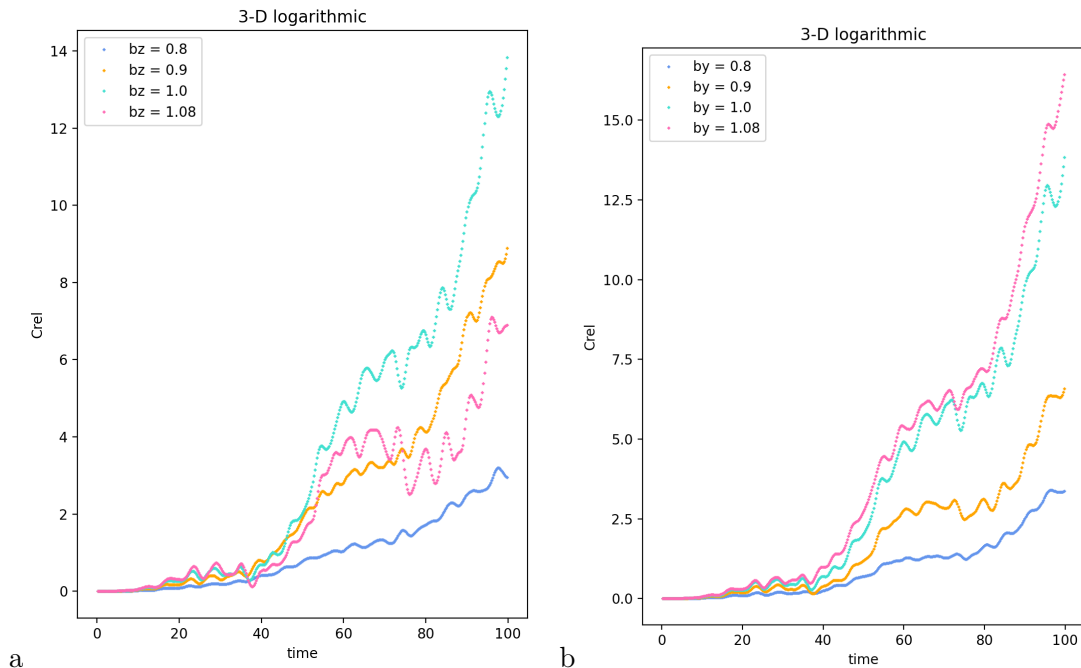 3-D logarithmic
bz = 0.8
bz = 0.9
bz = 1.0
bz = 1.08
14
12
10
8
6
4
2
0
Crel
0 20 40 60 80 100
time
a
3-D logarithmic
by = 0.8
by = 0.9
by = 1.0
by = 1.08
15.0
12.5
10.0
7.5
5.0
2.5
0.0
Crel
0 20 40 60 80 100
time
b